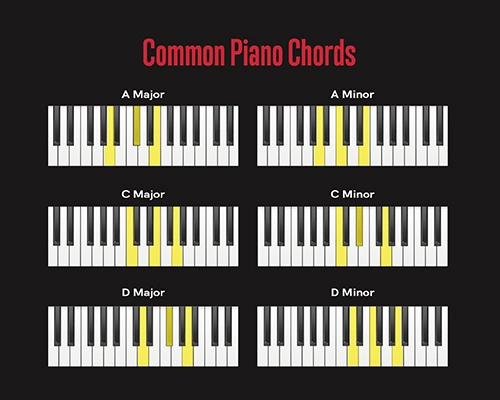 Common Piano Chords
A Major
A Minor
C Major
C Minor
D Major
D Minor